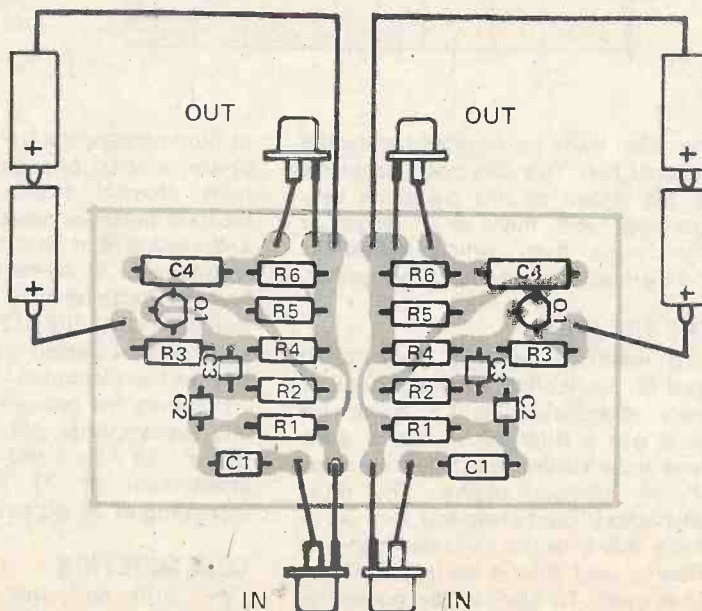 OUT OUT
+ +
+ +
C4 R6 R6 C4
Q1 R5 R5 Q1
R3 C3 R4 R4 C3 R3
C2 R2 R2 C2
R1 R1
C1 C1
IN IN